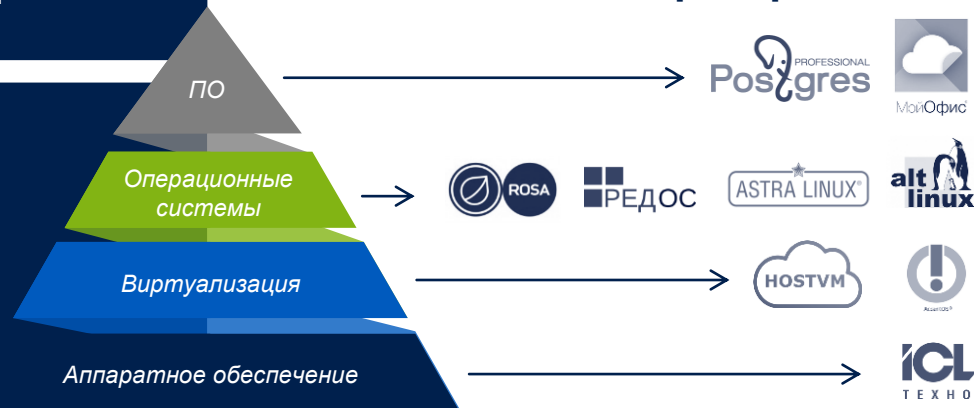 ПО
PROFESSIONAL
Postgres
МойОфис
Операционные
системы
ROSA
РЕДОС
ASTRA LINUX®
alt
linux
Виртуализация
HOSTVM
Аппаратное обеспечение
ICL
ТЕХНО